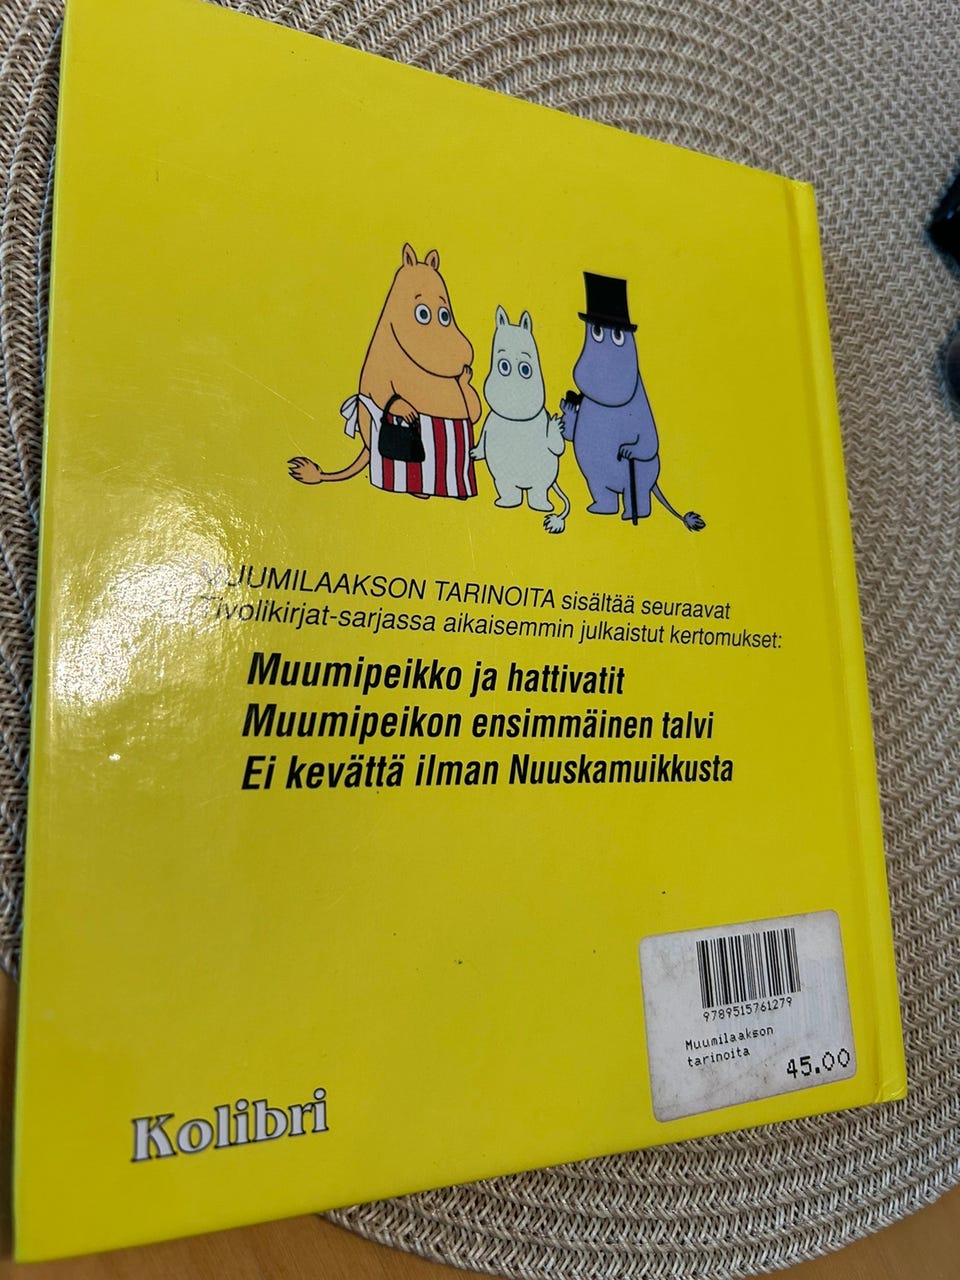 MUUMILAAKSON TARINOITA sisältää seuraavat
Tivolikirjat-sarjassa aikaisemmin julkaistut kertomukset:
Muumipeikko ja hattivatit
Muumipeikon ensimmäinen talvi
Ei kevättä ilman Nuuskamuikkusta
9789515761279
Muumilaakson
tarinoita
45.00
Kolibri